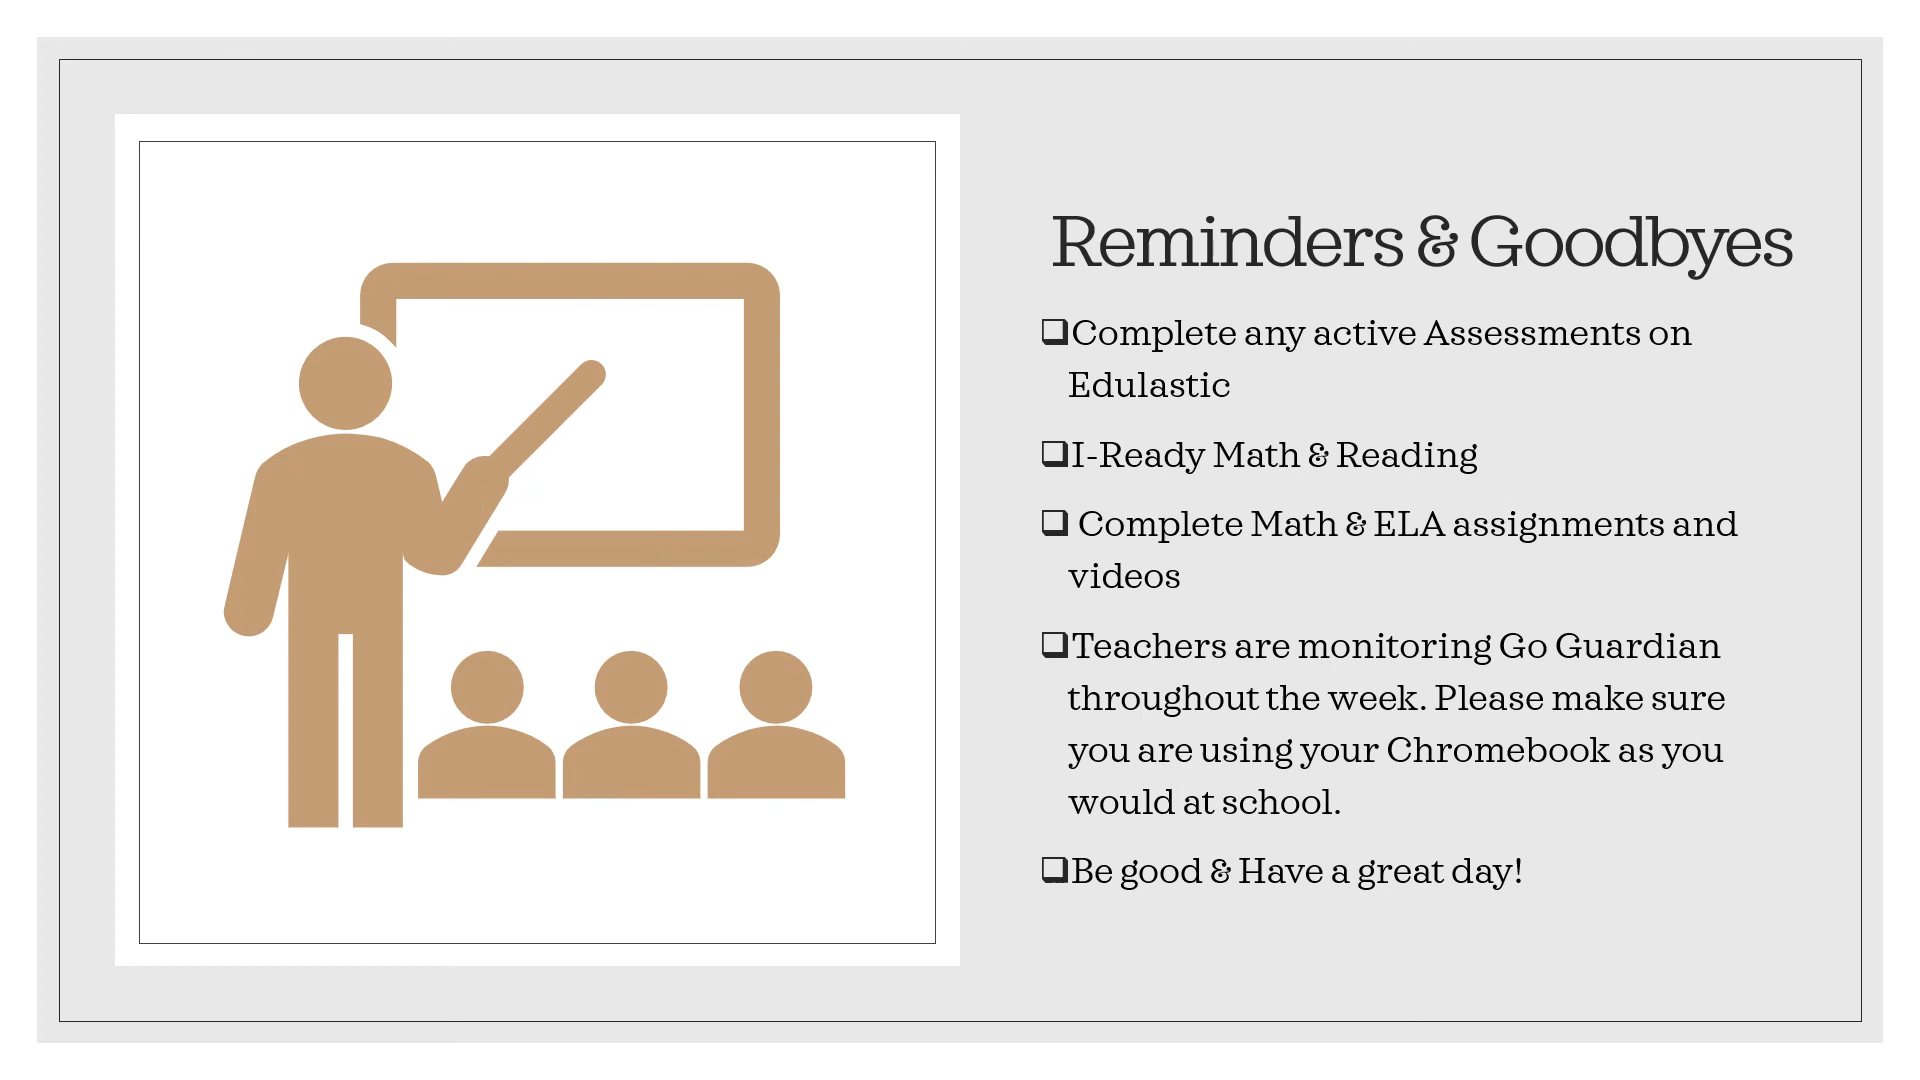 Reminders & Goodbyes
❑Complete any active Assessments on
Edulastic
❑I-Ready Math & Reading
❑ Complete Math & ELA assignments and
videos
❑Teachers are monitoring Go Guardian
throughout the week. Please make sure
you are using your Chromebook as you
would at school.
❑Be good & Have a great day!